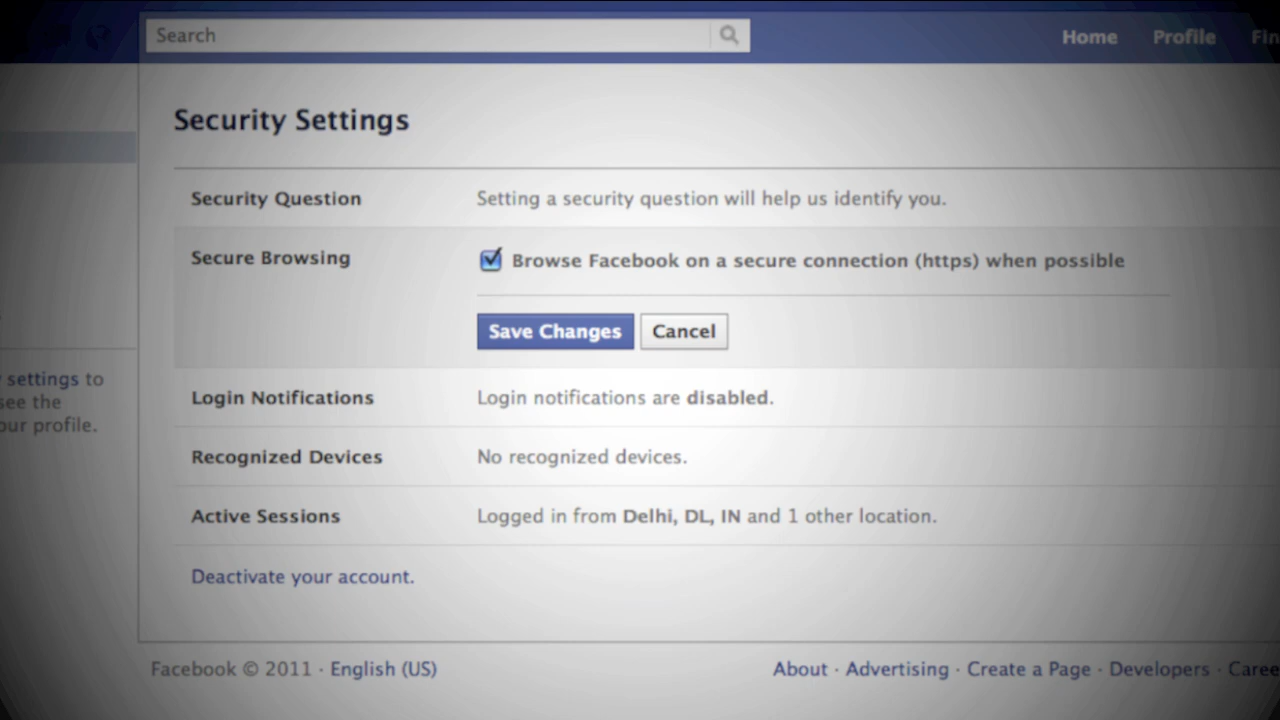 Search
Home Profile
Security Settings
Security Question Setting a security question will help us identify you.
Secure Browsing Browse Facebook on a secure connection (https) when possible
Save Changes Cancel
settings to
see the
profile.
Login Notifications Login notifications are disabled.
Recognized Devices No recognized devices.
Active Sessions Logged in from Delhi, DL, IN and 1 other location.
Deactivate your account.
Facebook © 2011 · English (US)
About · Advertising · Create a Page · Developers ·